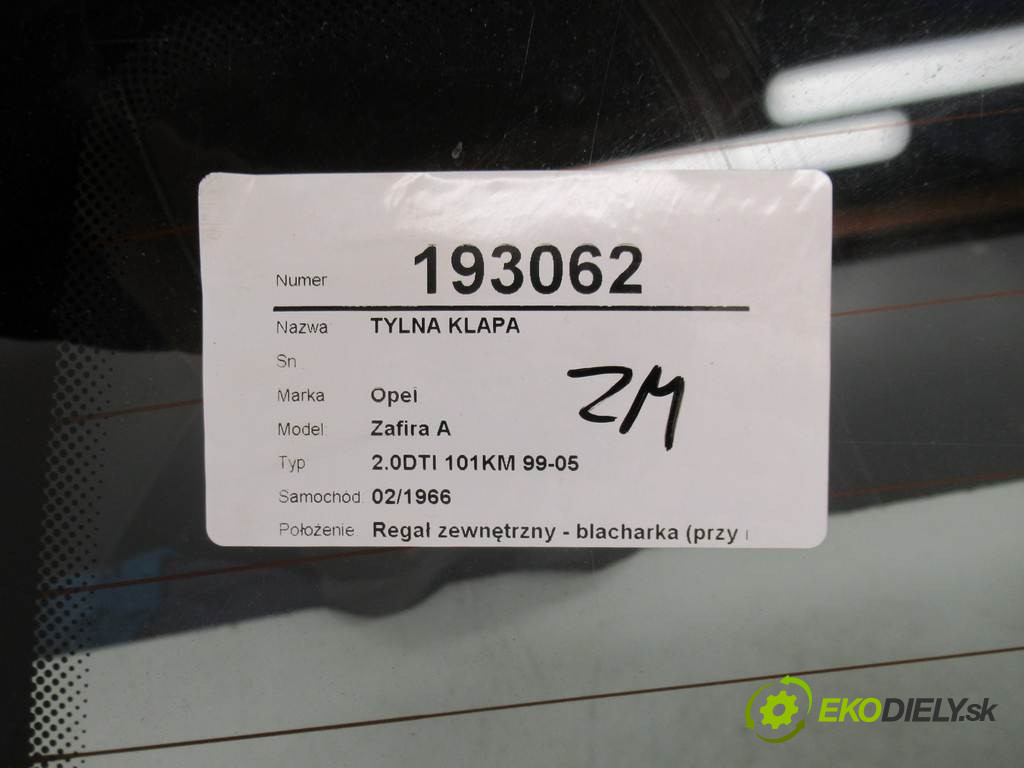 Numer 193062
Nazwa TYLNA KLAPA
Sn
Marka Opel
Model Zafira A
Typ 2.0DTI 101KM 99-05
Samochód 02/1966
Położenie Regał zewnętrzny - blacharka (przy
ZM
EKODIELY.sk